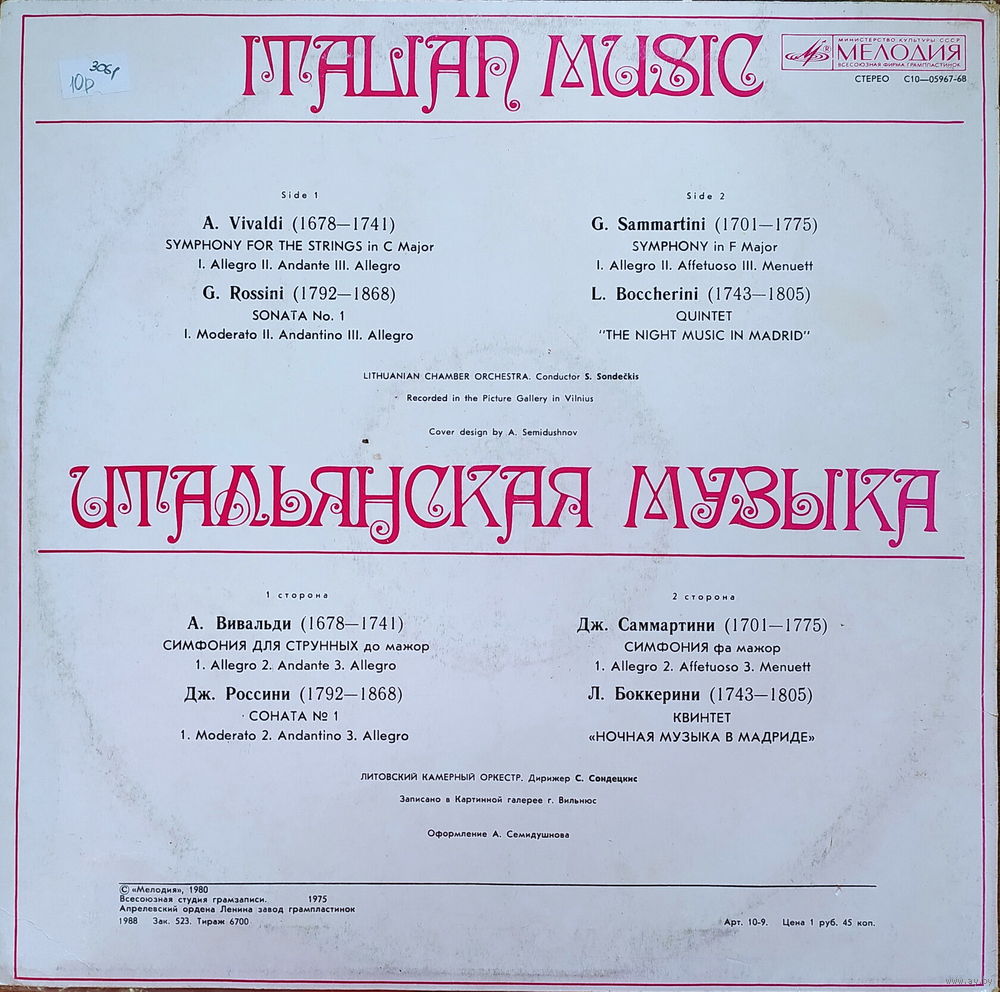 ITALIAN MUSIC
306р
10р
МИНИСТЕРСТВО КУЛЬТУРЫ СССР
МЕЛОДИЯ
ВСЕСОЮЗНАЯ ФИРМА ГРАМПЛАСТИНОК
СТЕРЕО С10—05967-68
Side 1
A. Vivaldi (1678—1741)
SYMPHONY FOR THE STRINGS in C Major
I. Allegro II. Andante III. Allegro
G. Rossini (1792—1868)
SONATA No. 1
I. Moderato II. Andantino III. Allegro
Side 2
G. Sammartini (1701—1775)
SYMPHONY in F Major
I. Allegro II. Affetuoso III. Menuett
L. Boccherini (1743—1805)
QUINTET
"THE NIGHT MUSIC IN MADRID"
LITHUANIAN CHAMBER ORCHESTRA. Conductor S. Sondečkis
Recorded in the Picture Gallery in Vilnius
Cover design by A. Semidushnov
ИТАЛЬЯНСКАЯ МУЗЫКА
1 сторона
А. Вивальди (1678—1741)
СИМФОНИЯ ДЛЯ СТРУННЫХ до мажор
1. Allegro 2. Andante 3. Allegro
Дж. Россини (1792—1868)
СОНАТА № 1
1. Moderato 2. Andantino 3. Allegro
2 сторона
Дж. Саммартини (1701—1775)
СИМФОНИЯ фа мажор
1. Allegro 2. Affetuoso 3. Menuett
Л. Боккерини (1743—1805)
КВИНТЕТ
«НОЧНАЯ МУЗЫКА В МАДРИДЕ»
ЛИТОВСКИЙ КАМЕРНЫЙ ОРКЕСТР. Дирижер С. Сондецкис
Записано в Картинной галерее г. Вильнюс
Оформление А. Семидушнова
© «Мелодия», 1980
Всесоюзная студия грамзаписи. 1975
Апрелевский ордена Ленина завод грампластинок
1988 Зак. 523. Тираж 6700
Арт. 10-9. Цена 1 руб. 45 коп.
www.ay.by